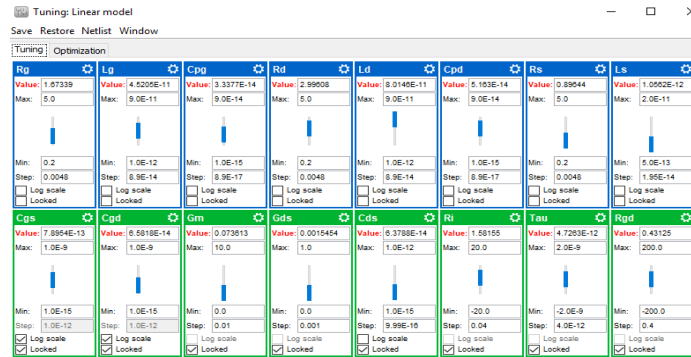 Tuning: Linear model
Save Restore Netlist Window
Tuning Optimization
Rg Lg Cpg Rd Ld Cpd Rs Ls
Value: 1.67339 Value: 4.5205E-11 Value: 3.3377E-14 Value: 2.99608 Value: 8.0146E-11 Value: 5.163E-14 Value: 0.89644 Value: 1.0662E-12
Max: 5.0 Max: 9.0E-11 Max: 9.0E-14 Max: 5.0 Max: 9.0E-11 Max: 9.0E-14 Max: 5.0 Max: 2.0E-11
Min: 0.2 Min: 1.0E-12 Min: 1.0E-15 Min: 0.2 Min: 1.0E-12 Min: 1.0E-15 Min: 0.2 Min: 5.0E-13
Step: 0.0048 Step: 8.9E-14 Step: 8.9E-17 Step: 0.0048 Step: 8.9E-14 Step: 8.9E-17 Step: 0.0048 Step: 1.95E-14
Log scale Log scale Log scale Log scale Log scale Log scale Log scale Log scale
Locked Locked Locked Locked Locked Locked Locked Locked
Cgs Cgd Gm Gds Cds Ri Tau Rgd
Value: 7.8954E-13 Value: 6.5818E-14 Value: 0.073613 Value: 0.0015454 Value: 6.3788E-14 Value: 1.58155 Value: 4.7263E-12 Value: 0.43125
Max: 1.0E-9 Max: 1.0E-9 Max: 10.0 Max: 1.0 Max: 1.0E-12 Max: 20.0 Max: 2.0E-9 Max: 200.0
Min: 1.0E-15 Min: 1.0E-15 Min: 0.0 Min: 0.0 Min: 1.0E-15 Min: -20.0 Min: -2.0E-9 Min: -200.0
Step: 1.0E-12 Step: 1.0E-12 Step: 0.01 Step: 0.001 Step: 9.99E-16 Step: 0.04 Step: 4.0E-12 Step: 0.4
Log scale Log scale Log scale Log scale Log scale Log scale Log scale Log scale
Locked Locked Locked Locked Locked Locked Locked Locked